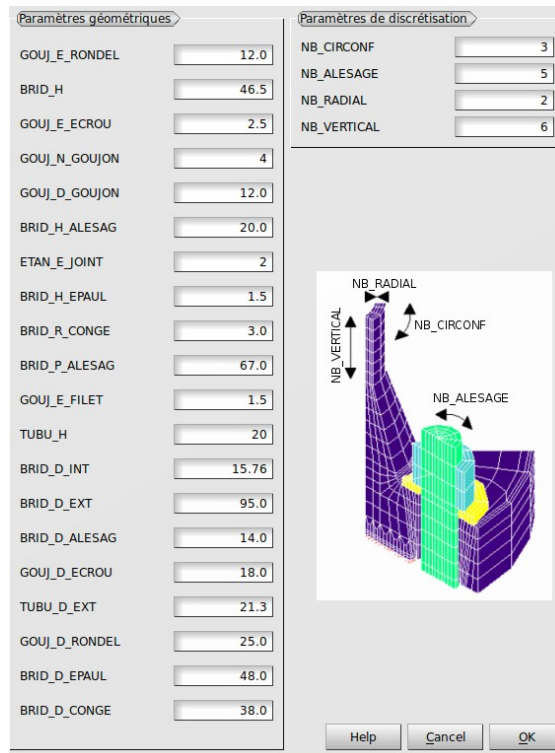 Paramètres géométriques
GOUJ_E_RONDEL 12.0
BRID_H 46.5
GOUJ_E_ECROU 2.5
GOUJ_N_GOUJON 4
GOUJ_D_GOUJON 12.0
BRID_H_ALESAG 20.0
ETAN_E_JOINT 2
BRID_H_EPAUL 1.5
BRID_R_CONGE 3.0
BRID_P_ALESAG 67.0
GOUJ_E_FILET 1.5
TUBU_H 20
BRID_D_INT 15.76
BRID_D_EXT 95.0
BRID_D_ALESAG 14.0
GOUJ_D_ECROU 18.0
TUBU_D_EXT 21.3
GOUJ_D_RONDEL 25.0
BRID_D_EPAUL 48.0
BRID_D_CONGE 38.0
Paramètres de discrétisation
NB_CIRCONF 3
NB_ALESAGE 5
NB_RADIAL 2
NB_VERTICAL 6
NB_RADIAL
NB_CIRCONF
NB_VERTICAL
NB_ALESAGE
Help Cancel OK